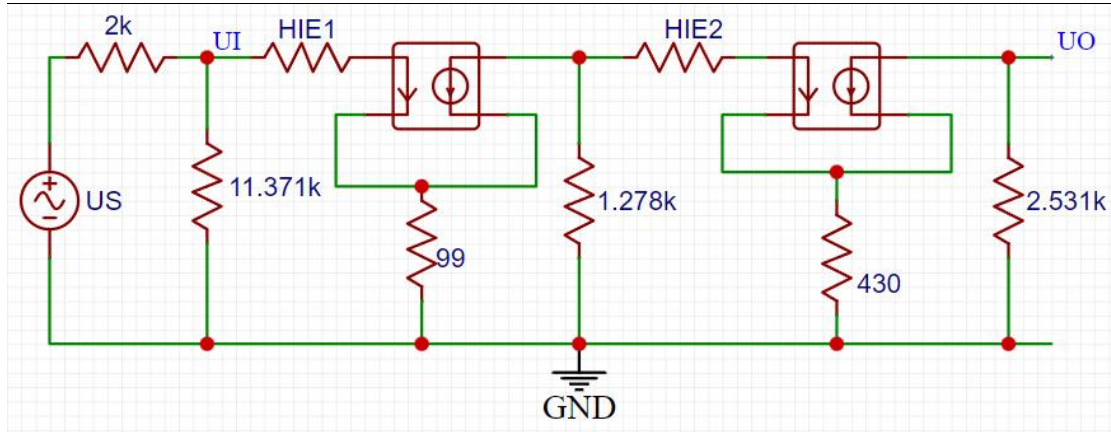 2k
UI
HIE1
HIE2
UO
US
11.371k
99
1.278k
430
2.531k
GND